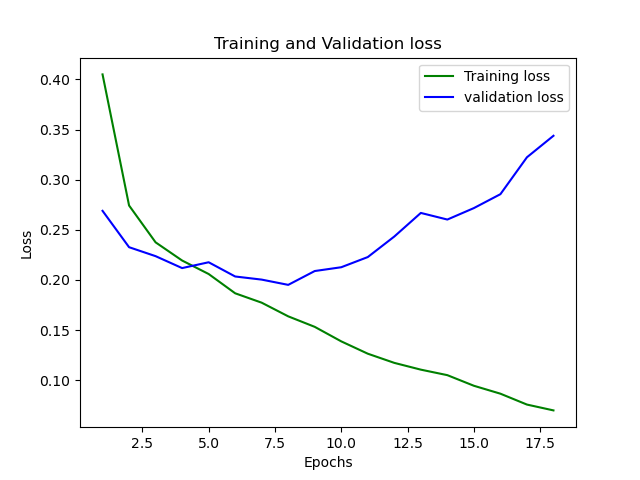 Training and Validation loss
Training loss
validation loss
0.40
0.35
0.30
0.25
0.20
0.15
0.10
Loss
2.5 5.0 7.5 10.0 12.5 15.0 17.5
Epochs